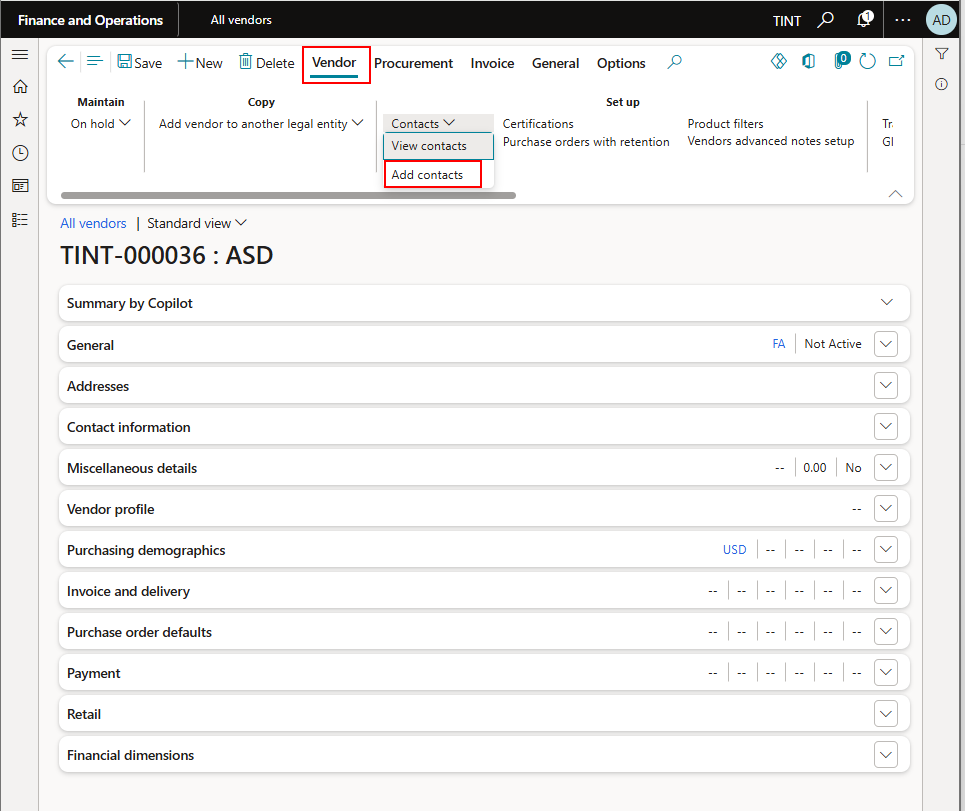 Finance and Operations
All vendors
TINT
1
AD
Save
New
Delete
Vendor
Procurement
Invoice
General
Options
0
Maintain
On hold
Copy
Add vendor to another legal entity
Set up
Contacts
View contacts
Add contacts
Certifications
Purchase orders with retention
Product filters
Vendors advanced notes setup
All vendors | Standard view
TINT-000036 : ASD
Summary by Copilot
General FA Not Active
Addresses
Contact information
Miscellaneous details -- 0.00 No
Vendor profile --
Purchasing demographics USD -- -- -- --
Invoice and delivery -- -- -- -- -- --
Purchase order defaults -- -- -- -- -- --
Payment -- -- -- -- -- --
Retail
Financial dimensions